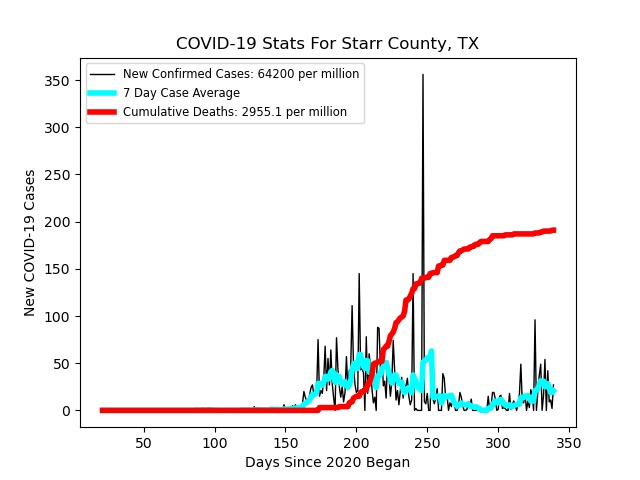 COVID-19 Stats For Starr County, TX
New Confirmed Cases: 64200 per million
7 Day Case Average
Cumulative Deaths: 2955.1 per million
New COVID-19 Cases
350
300
250
200
150
100
50
0
50 100 150 200 250 300 350
Days Since 2020 Began